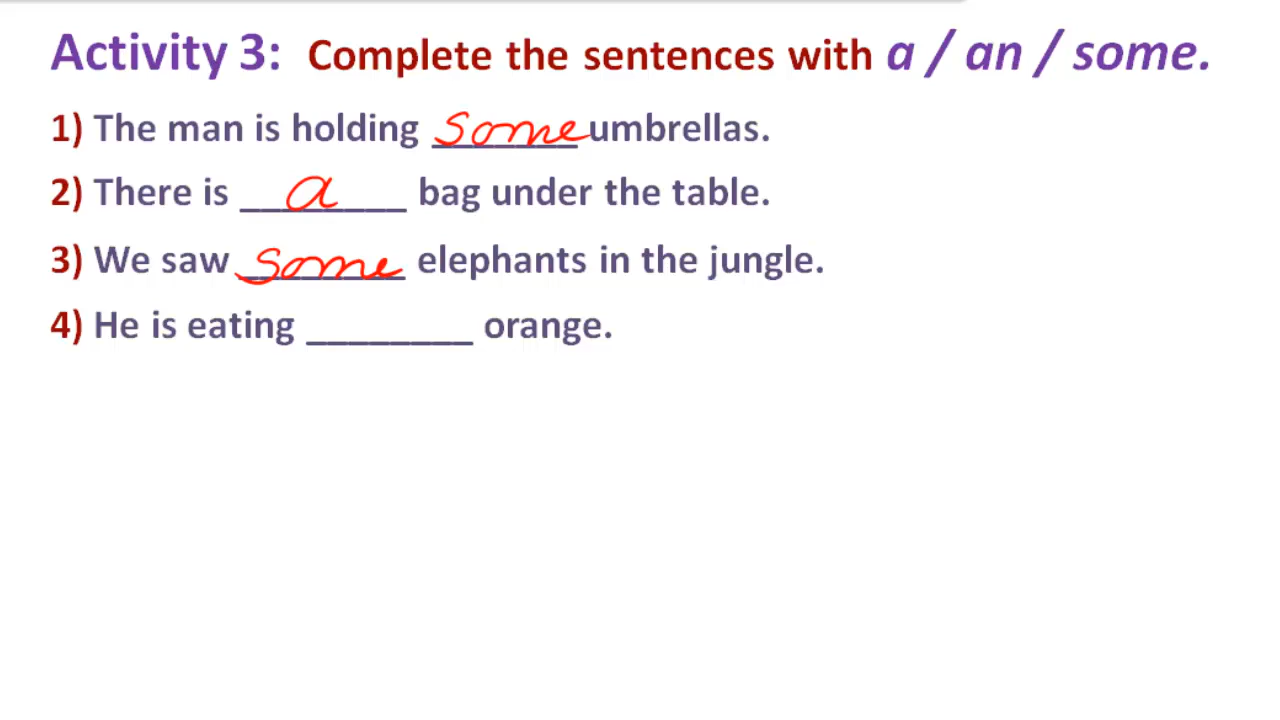 Activity 3: Complete the sentences with a / an / some.
1) The man is holding some umbrellas.
2) There is a bag under the table.
3) We saw some elephants in the jungle.
4) He is eating ________ orange.